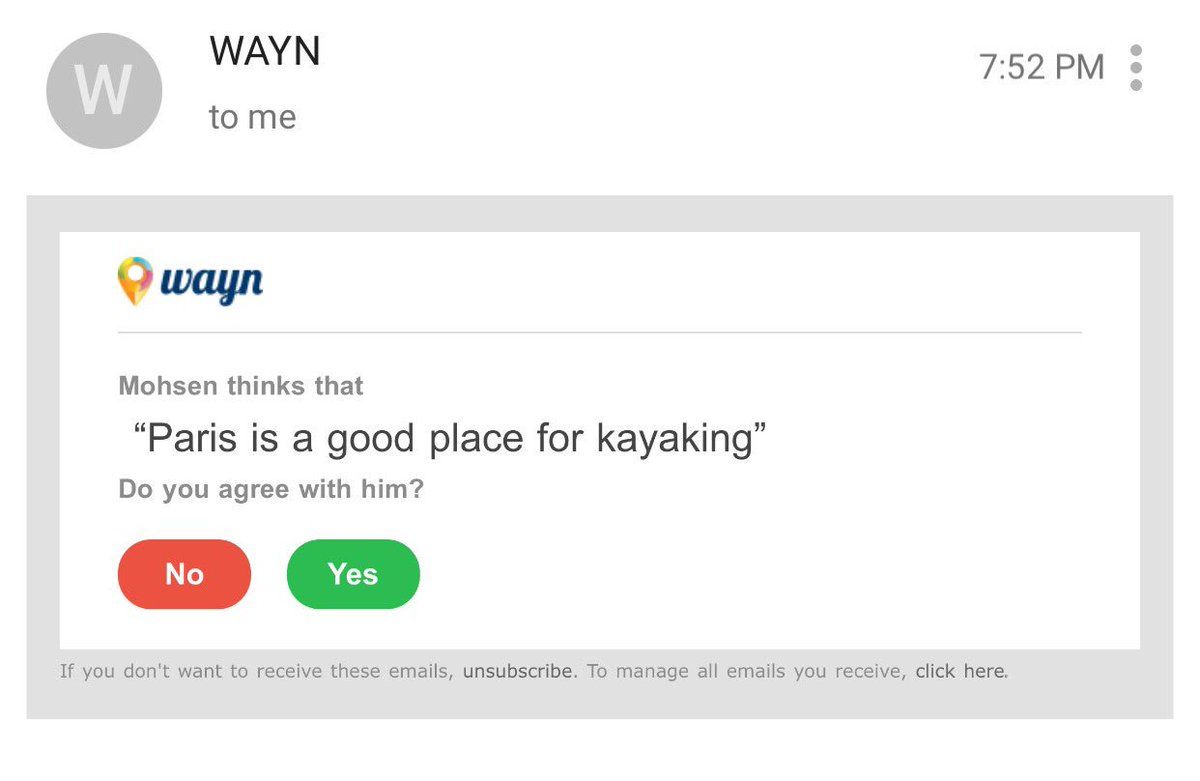 W
WAYN
7:52 PM
to me
wayn
Mohsen thinks that
“Paris is a good place for kayaking”
Do you agree with him?
No Yes
If you don't want to receive these emails, unsubscribe. To manage all emails you receive, click here.